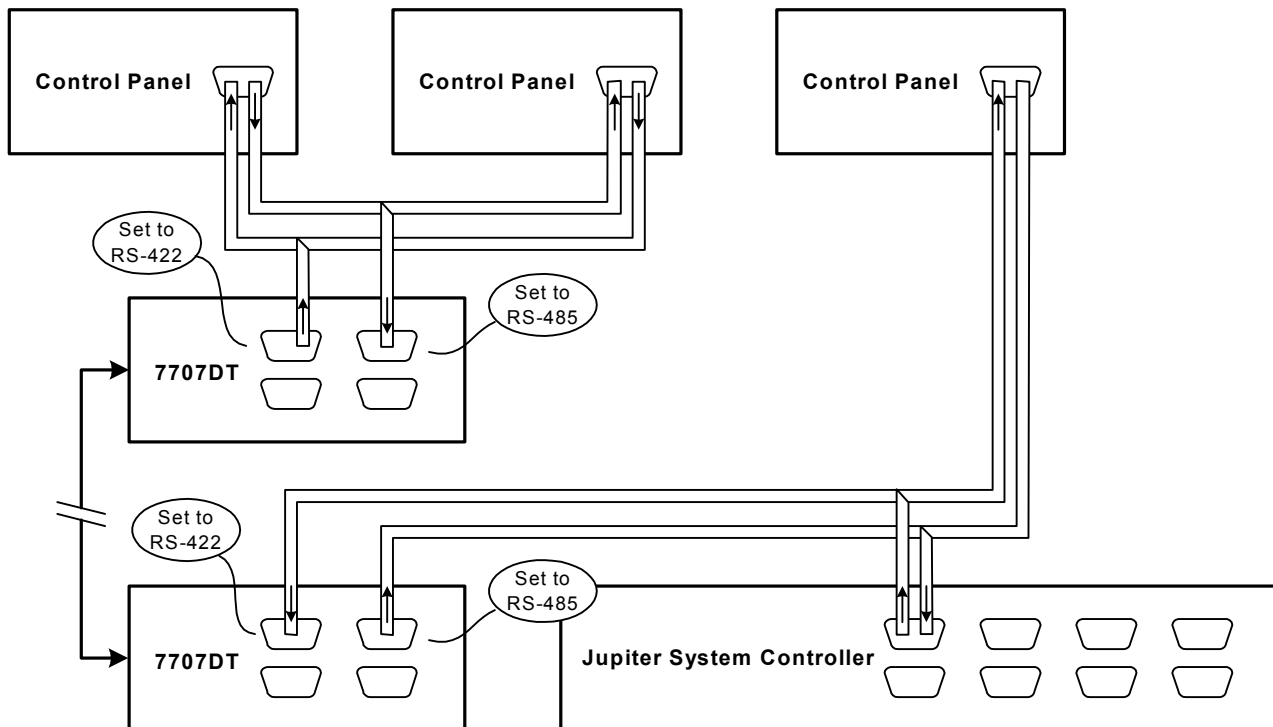 Control Panel
Control Panel
Control Panel
Set to
RS-422
Set to
RS-485
7707DT
Set to
RS-422
Set to
RS-485
7707DT
Jupiter System Controller